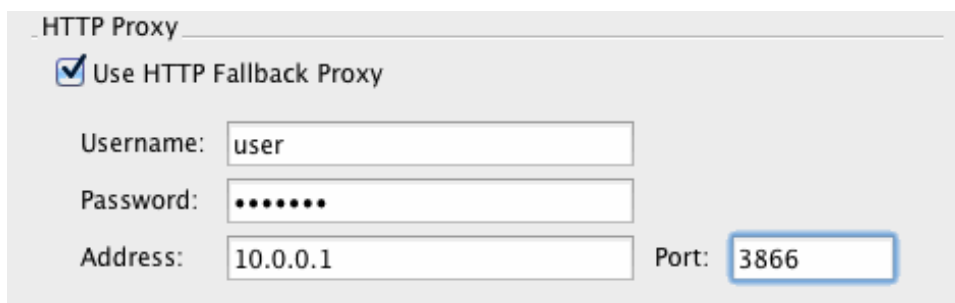 HTTP Proxy
Use HTTP Fallback Proxy
Username: user
Password: •••••••
Address: 10.0.0.1 Port: 3866